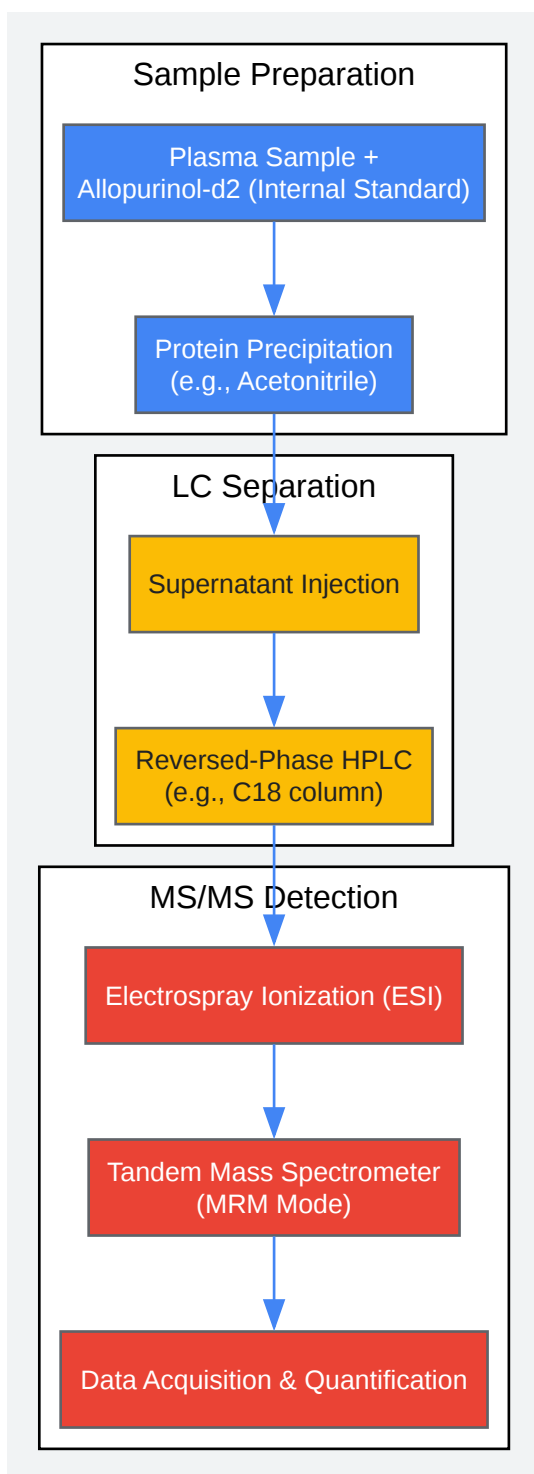 Sample Preparation
Plasma Sample +
Allopurinol-d2 (Internal Standard)
Protein Precipitation
(e.g., Acetonitrile)
LC Separation
Supernatant Injection
Reversed-Phase HPLC
(e.g., C18 column)
MS/MS Detection
Electrospray Ionization (ESI)
Tandem Mass Spectrometer
(MRM Mode)
Data Acquisition & Quantification